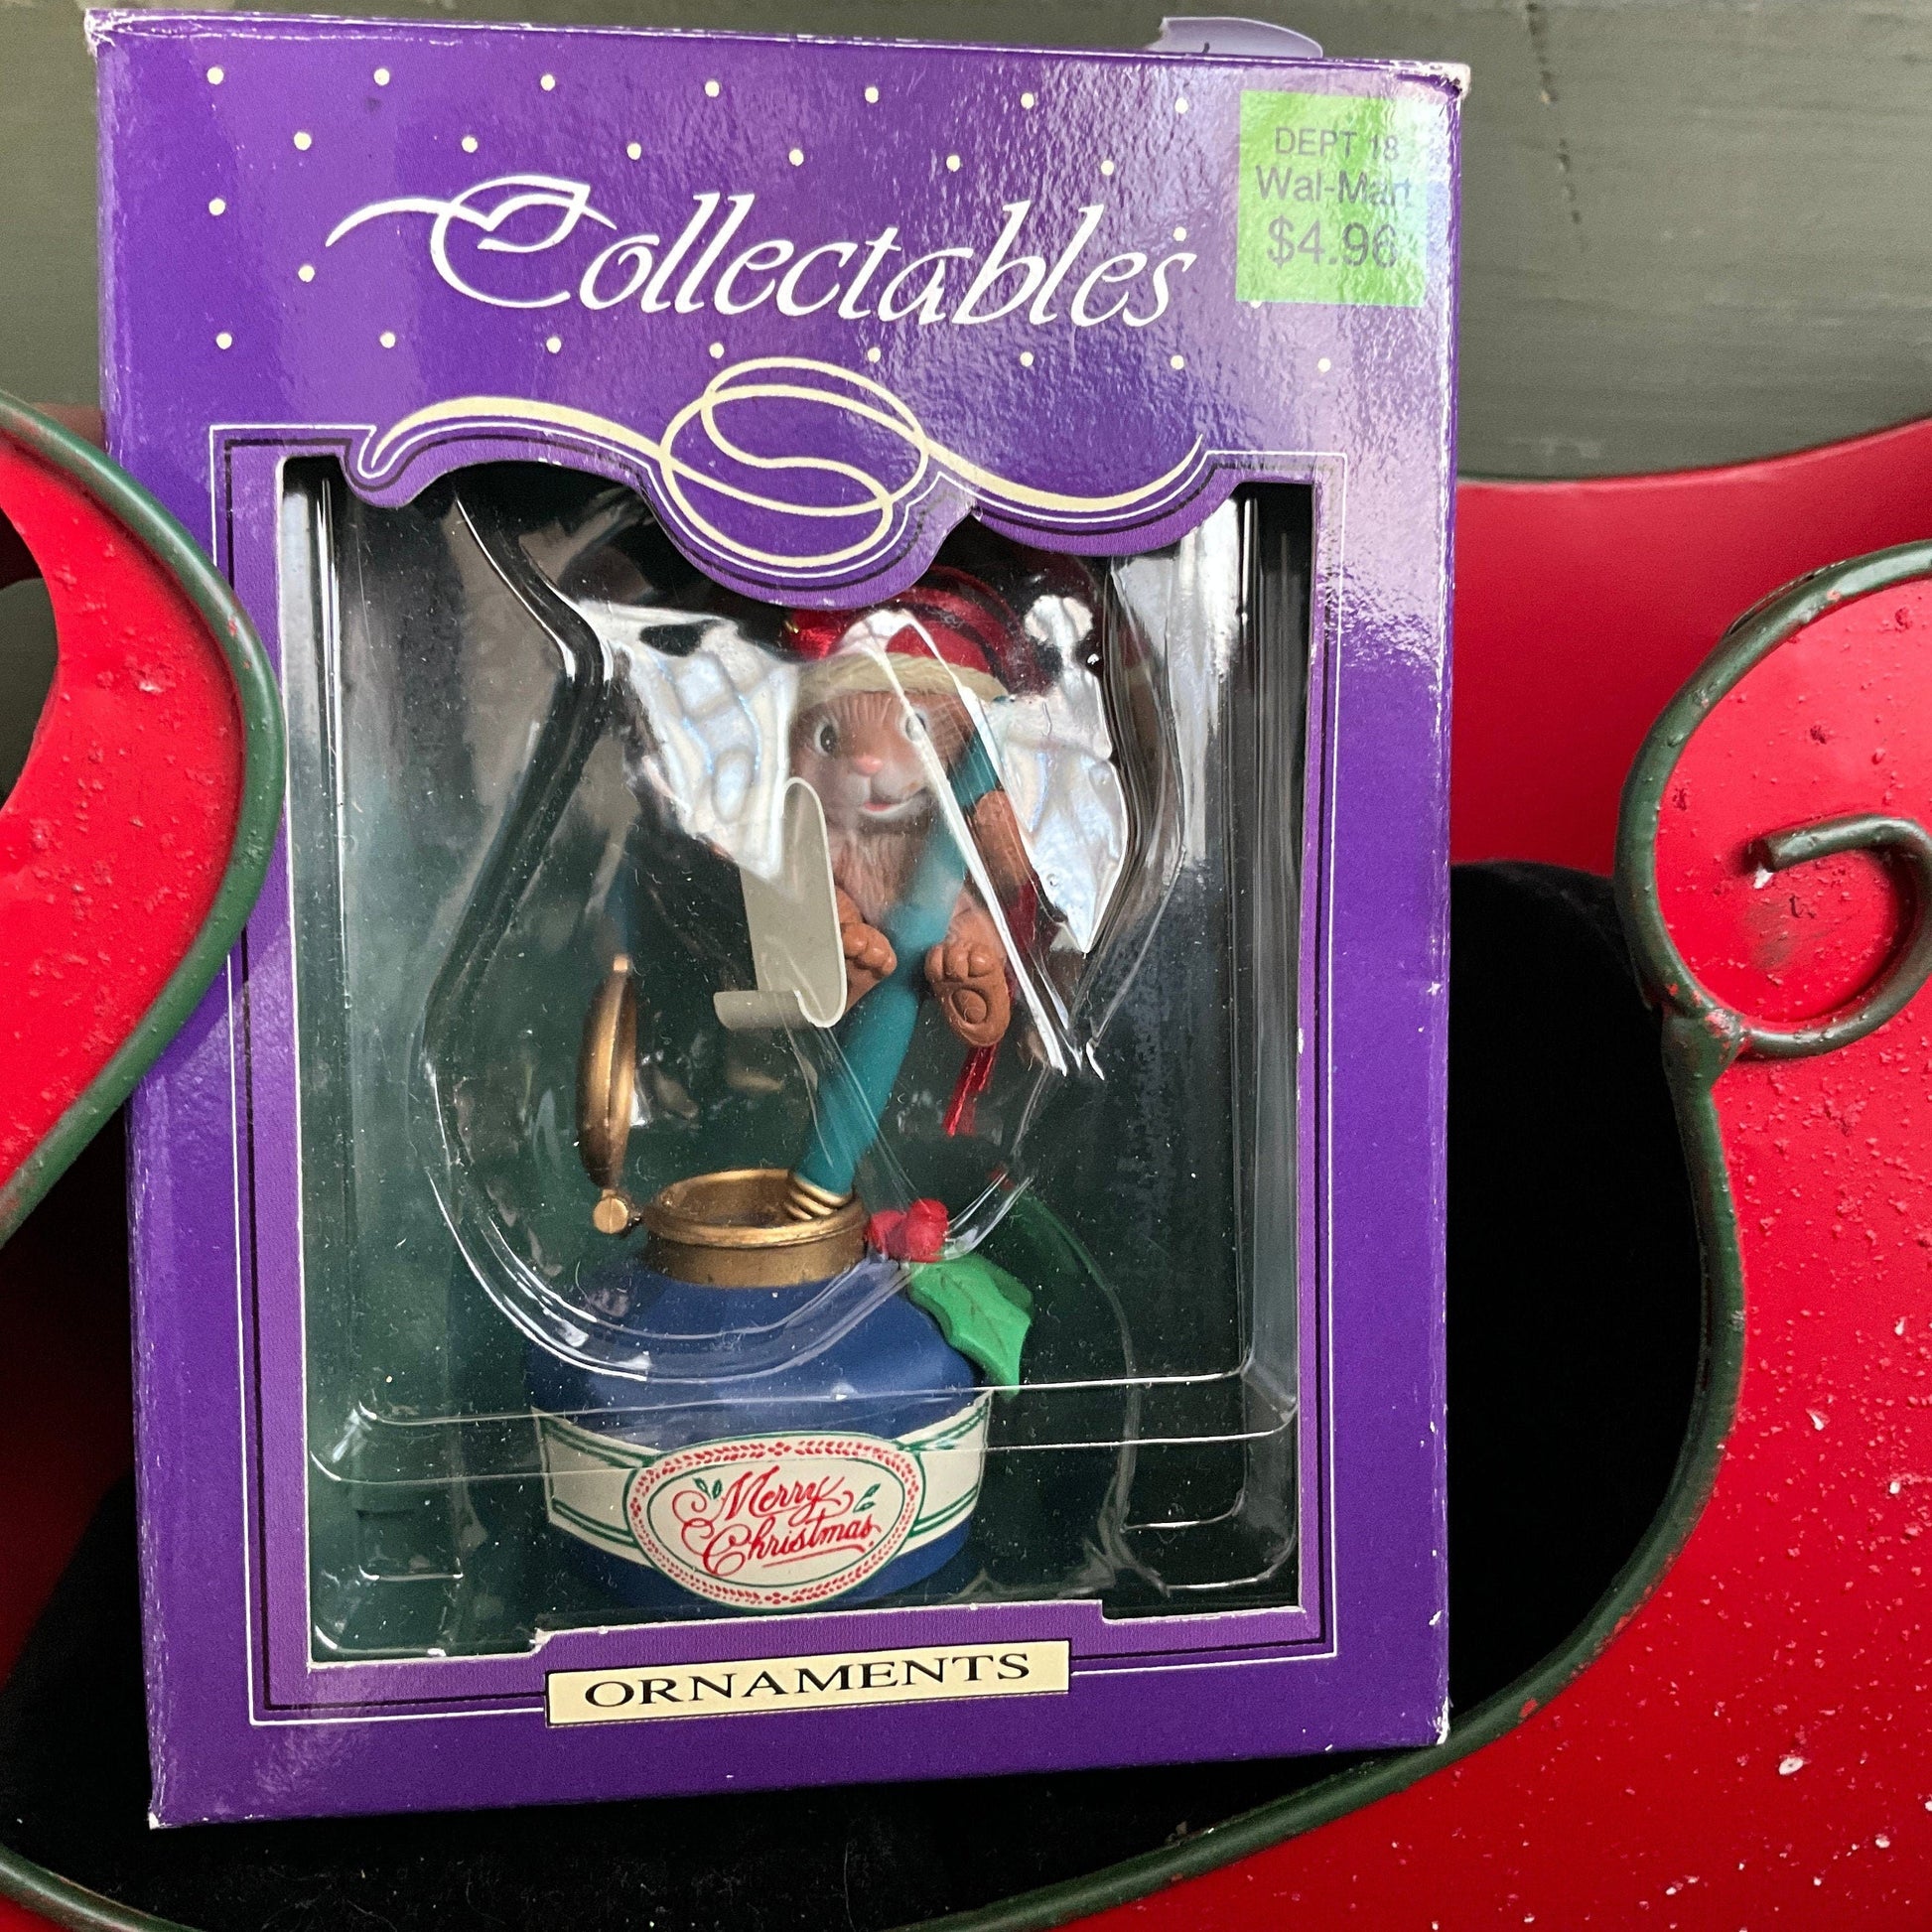 Collectables
DEPT 18
Wal-Mart
$4.96
Merry
Christmas
ORNAMENTS